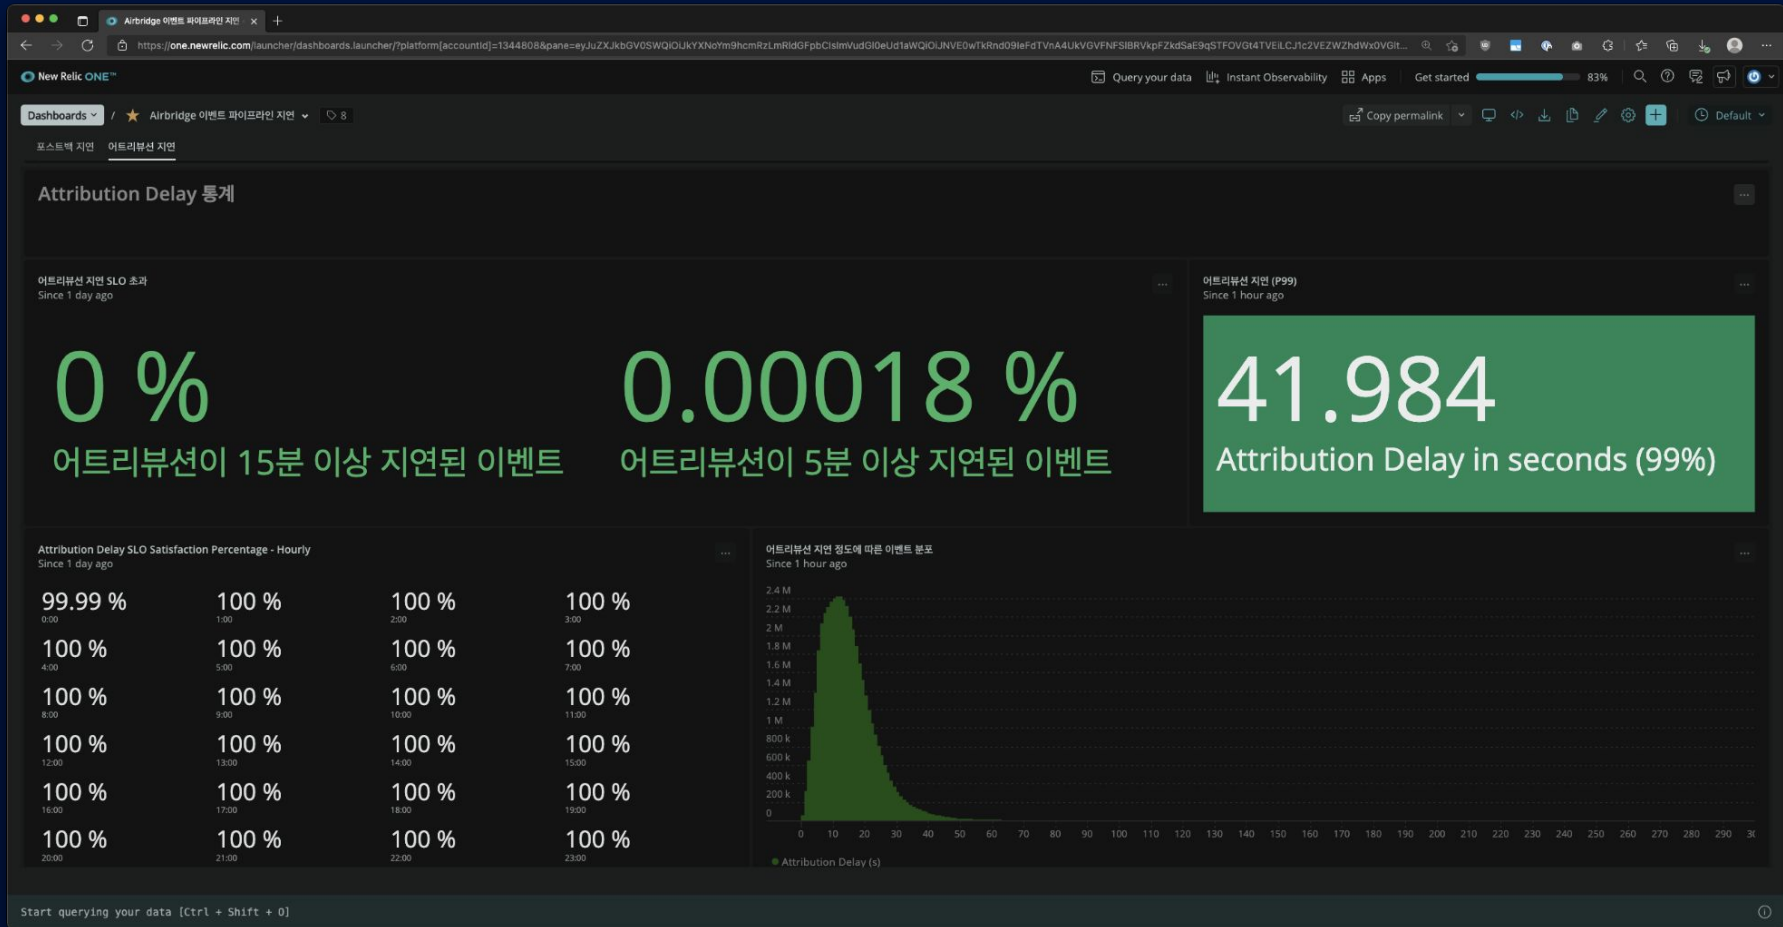 Airbridge 이벤트 파이프라인 지연
https://one.newrelic.com/launcher/dashboards.launcher/?platform[accountId]=1344808&pane=
New Relic ONE™
Query your data
Instant Observability
Apps
Get started
83%
Dashboards / Airbridge 이벤트 파이프라인 지연 8
Copy permalink
Default
포스트백 지연 어트리뷰션 지연
Attribution Delay 통계
어트리뷰션 지연 SLO 초과
Since 1 day ago
0 %
어트리뷰션이 15분 이상 지연된 이벤트
0.00018 %
어트리뷰션이 5분 이상 지연된 이벤트
어트리뷰션 지연 (P99)
Since 1 hour ago
41.984
Attribution Delay in seconds (99%)
Attribution Delay SLO Satisfaction Percentage - Hourly
Since 1 day ago
99.99 % 100 % 100 % 100 %
0:00 1:00 2:00 3:00
100 % 100 % 100 % 100 %
4:00 5:00 6:00 7:00
100 % 100 % 100 % 100 %
8:00 9:00 10:00 11:00
100 % 100 % 100 % 100 %
12:00 13:00 14:00 15:00
100 % 100 % 100 % 100 %
16:00 17:00 18:00 19:00
100 % 100 % 100 % 100 %
20:00 21:00 22:00 23:00
어트리뷰션 지연 정도에 따른 이벤트 분포
Since 1 hour ago
2.4 M
2.2 M
2 M
1.8 M
1.6 M
1.4 M
1.2 M
1 M
800 k
600 k
400 k
200 k
0
0 10 20 30 40 50 60 70 80 90 100 110 120 130 140 150 160 170 180 190 200 210 220 230 240 250 260 270 280 290
Attribution Delay (s)
Start querying your data [Ctrl + Shift + O]